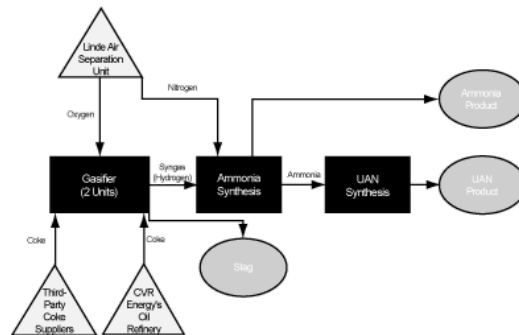 Linde Air
Separation
Unit
Nitrogen
Oxygen
Ammonia
Product
Gasifier
(2 Units)
Syngas
(Hydrogen)
Ammonia
Synthesis
Ammonia
UAN
Synthesis
UAN
Product
Slag
Coke
Coke
Third-
Party
Coke
Suppliers
CVR
Energy's
Oil
Refinery